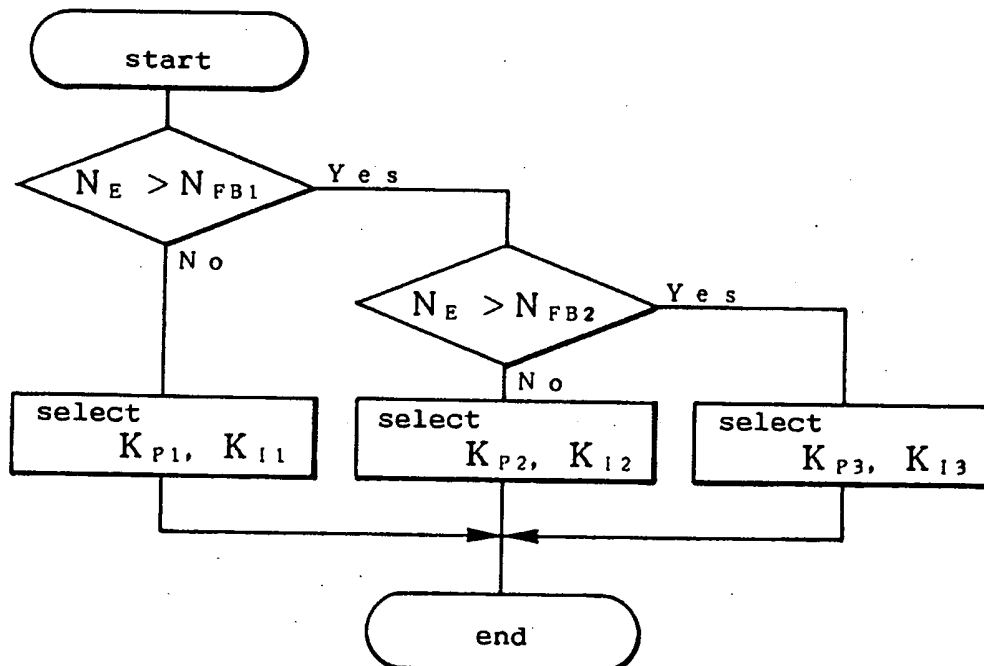 start
N_E > N_FB1
Yes
No
N_E > N_FB2
Yes
No
select
K_P1, K_I1
select
K_P2, K_I2
select
K_P3, K_I3
end